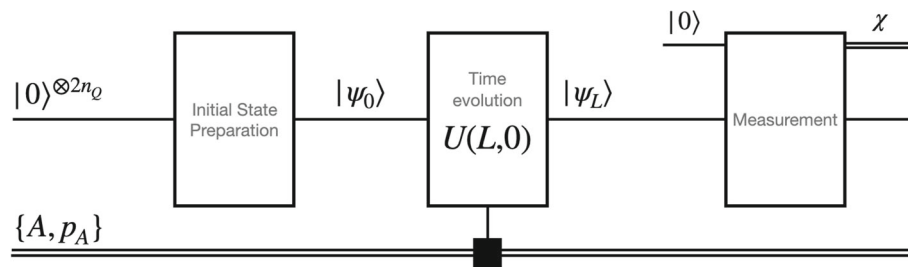 |0⟩ χ
|0⟩^{⊗2n_Q}
Initial State
Preparation
|ψ_0⟩
Time
evolution
U(L,0)
|ψ_L⟩
Measurement
{A, p_A}